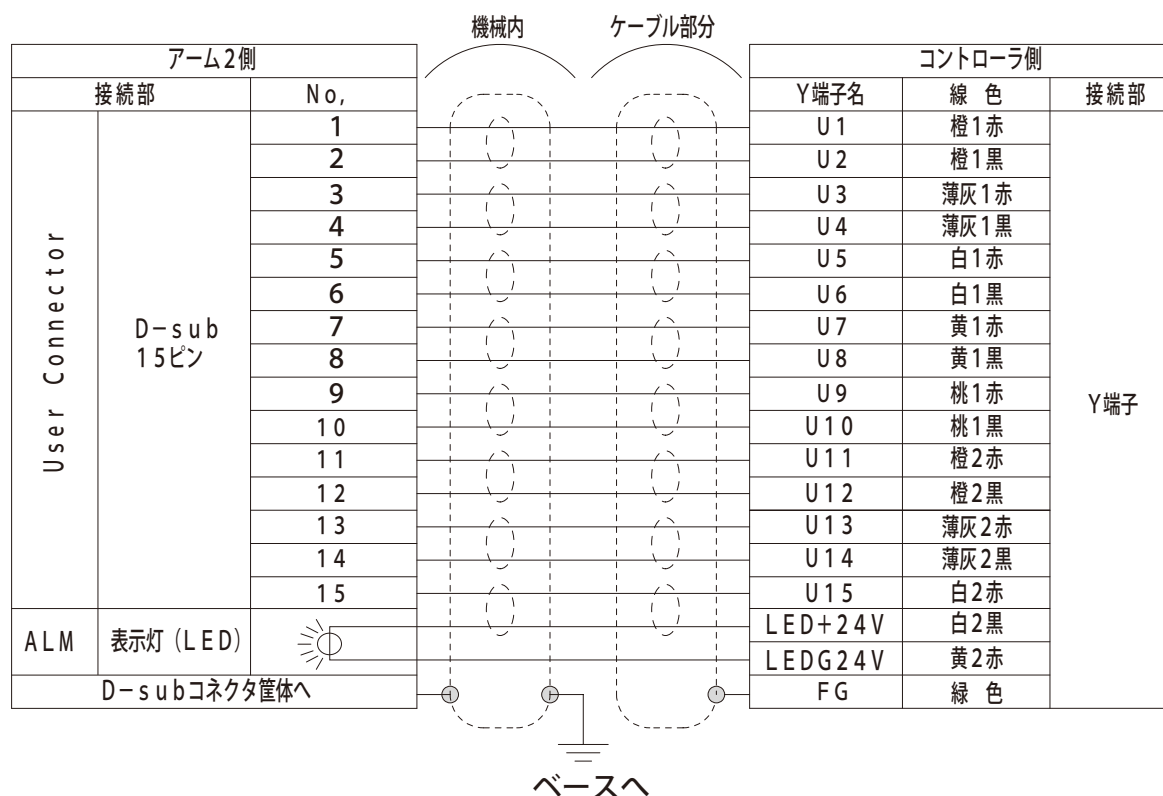 機械内 ケーブル部分
アーム2側 コントローラ側
接続部 No, Y端子名 線色 接続部
User Connector
D-sub
15ピン
1 U1 橙1赤
2 U2 橙1黒
3 U3 薄灰1赤
4 U4 薄灰1黒
5 U5 白1赤
6 U6 白1黒
7 U7 黄1赤
8 U8 黄1黒
9 U9 桃1赤
10 U10 桃1黒
11 U11 橙2赤
12 U12 橙2黒
13 U13 薄灰2赤
14 U14 薄灰2黒
15 U15 白2赤
Y端子
ALM 表示灯(LED) LED+24V 白2黒
LEDG24V 黄2赤
D-subコネクタ筐体へ FG 緑色
ベースへ